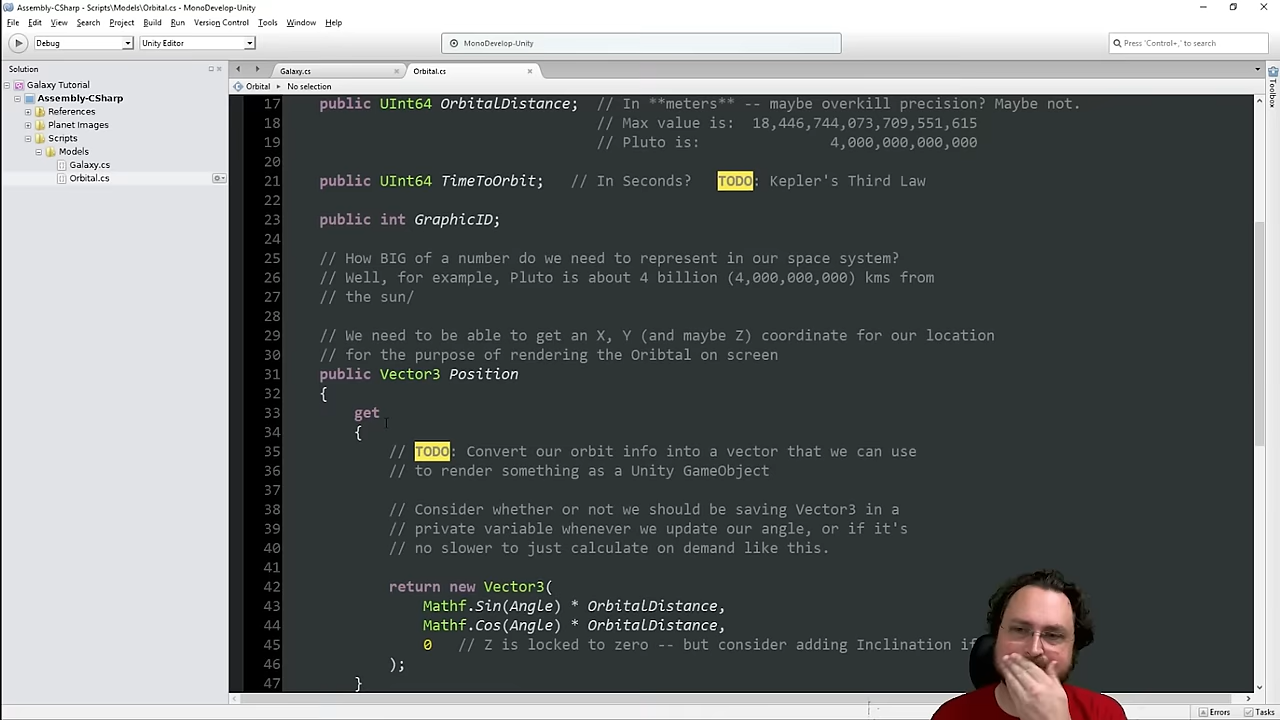 Assembly-CSharp - Scripts\Models\Orbital.cs - MonoDevelop-Unity
File Edit View Search Project Build Run Version Control Tools Window Help
Debug Unity Editor MonoDevelop-Unity Press 'Control+,' to search
Solution Galaxy.cs Orbital.cs
Galaxy Tutorial
Assembly-CSharp
References
Planet Images
Scripts
Models
Galaxy.cs
Orbital.cs
Toolbox
Orbital No selection
17 public UInt64 OrbitalDistance; // In **meters** -- maybe overkill precision? Maybe not.
18 // Max value is: 18,446,744,073,709,551,615
19 // Pluto is: 4,000,000,000,000
20
21 public UInt64 TimeToOrbit; // In Seconds? TODO: Kepler's Third Law
22
23 public int GraphicID;
24
25 // How BIG of a number do we need to represent in our space system?
26 // Well, for example, Pluto is about 4 billion (4,000,000,000) kms from
27 // the sun/
28
29 // We need to be able to get an X, Y (and maybe Z) coordinate for our location
30 // for the purpose of rendering the Oribtal on screen
31 public Vector3 Position
32 {
33 get
34 {
35 // TODO: Convert our orbit info into a vector that we can use
36 // to render something as a Unity GameObject
37
38 // Consider whether or not we should be saving Vector3 in a
39 // private variable whenever we update our angle, or if it's
40 // no slower to just calculate on demand like this.
41
42 return new Vector3(
43 Mathf.Sin(Angle) * OrbitalDistance,
44 Mathf.Cos(Angle) * OrbitalDistance,
45 0 // Z is locked to zero -- but consider adding Inclination if
46 );
47 }
Errors Tasks